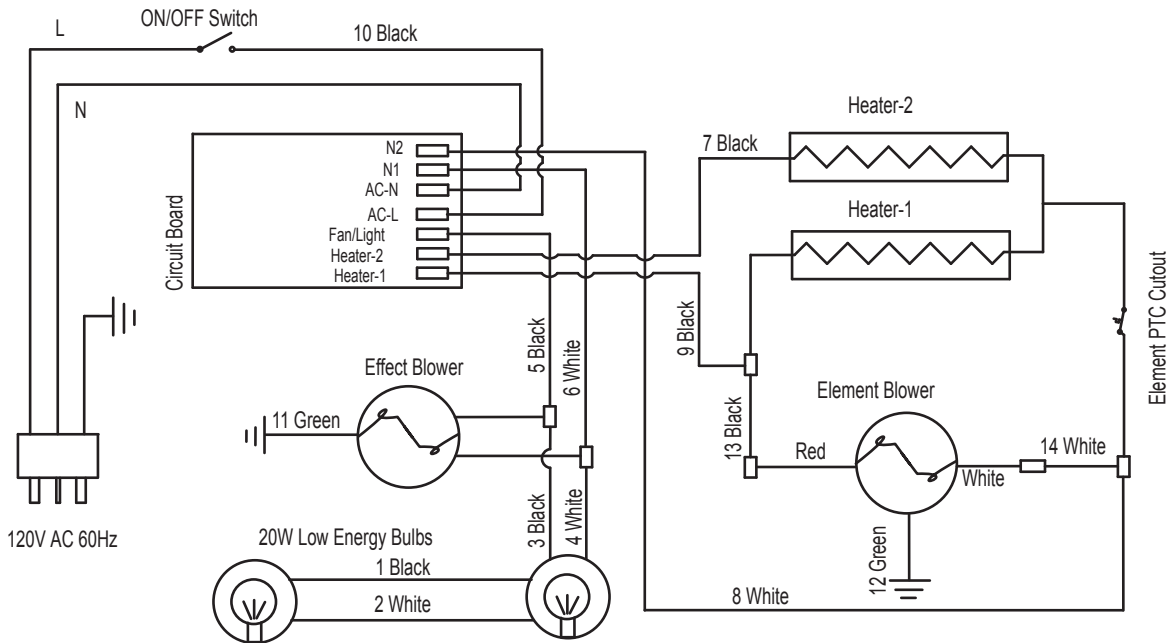 ON/OFF Switch
L
10 Black
N
Heater-2
7 Black
N2
N1
AC-N
AC-L
Fan/Light
Heater-2
Heater-1
Circuit Board
Heater-1
9 Black
Element PTC Cutout
5 Black
6 White
Effect Blower
11 Green
Element Blower
13 Black
Red
White
14 White
120V AC 60Hz
3 Black
4 White
20W Low Energy Bulbs
1 Black
2 White
12 Green
8 White